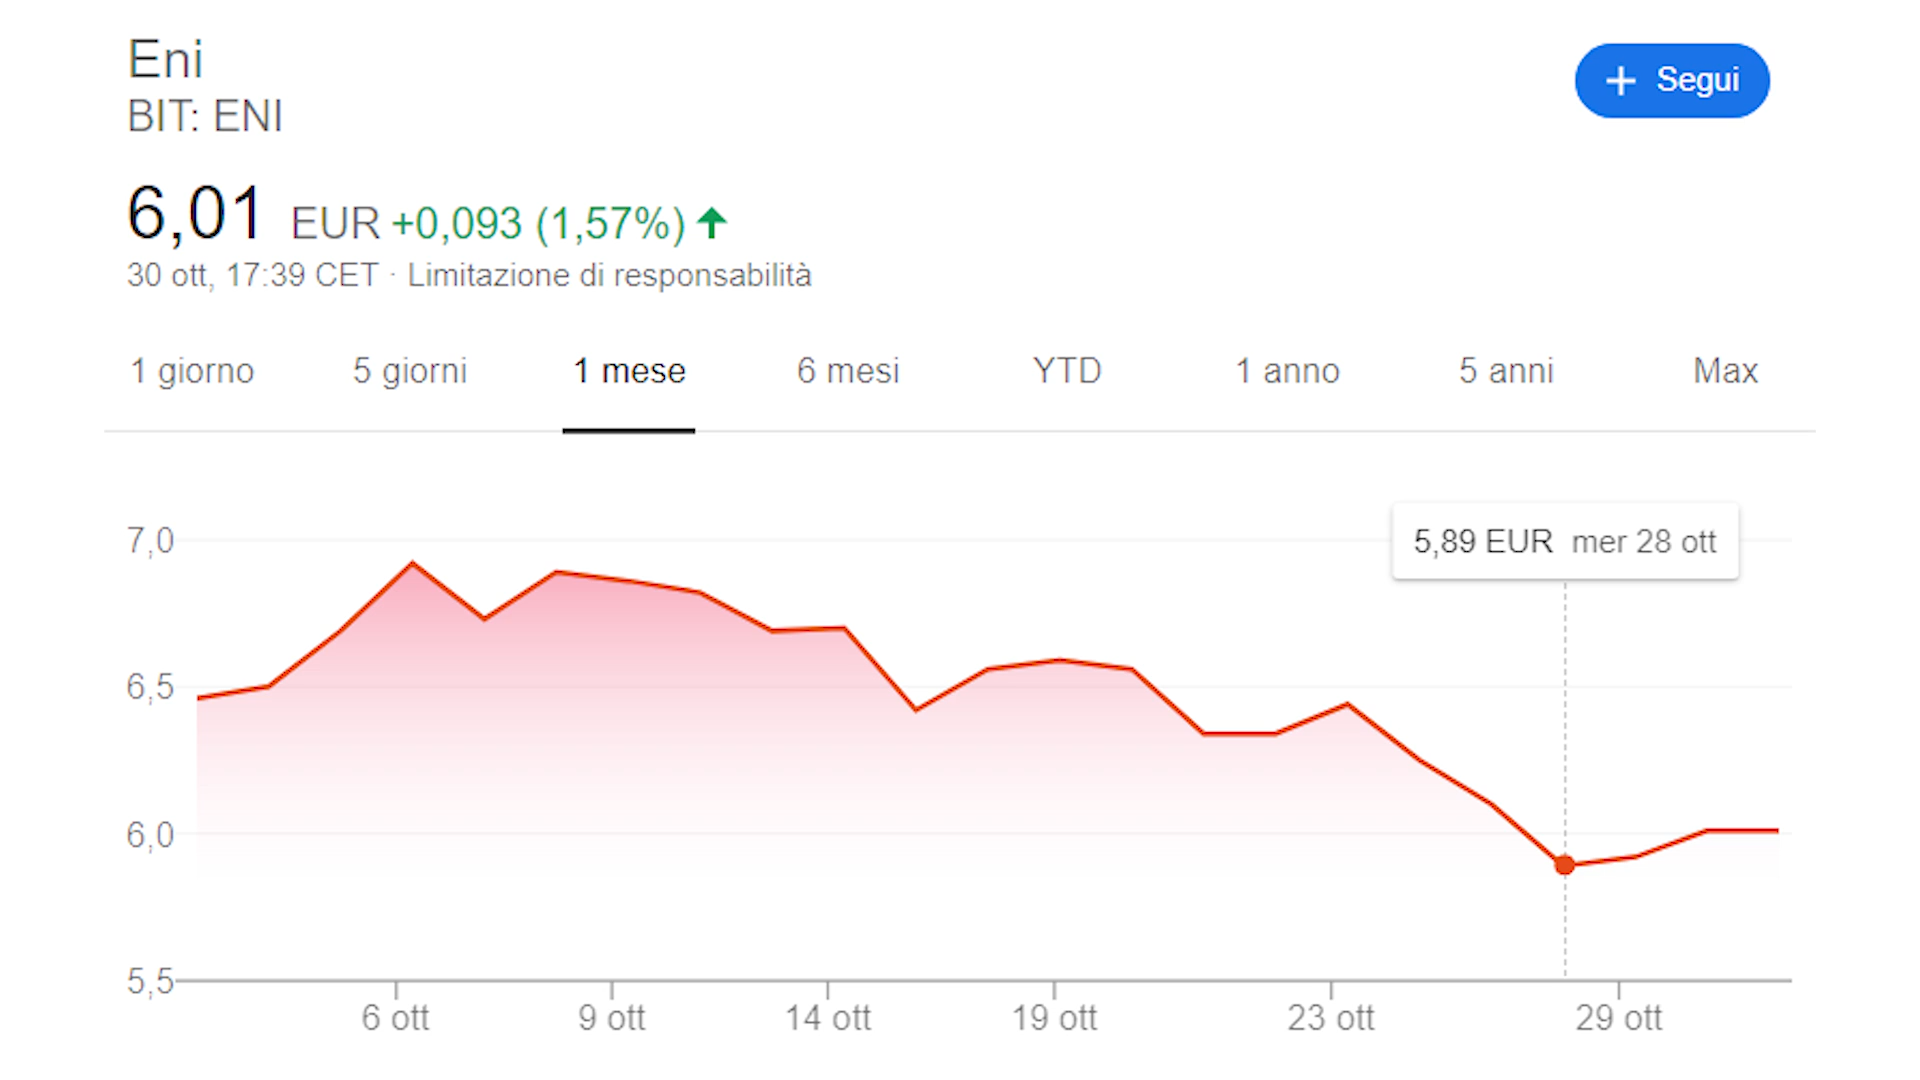 Eni
BIT: ENI
+ Segui
6,01 EUR +0,093 (1,57%)
30 ott, 17:39 CET · Limitazione di responsabilità
1 giorno 5 giorni 1 mese 6 mesi YTD 1 anno 5 anni Max
5,89 EUR mer 28 ott
7,0
6,5
6,0
5,5
6 ott 9 ott 14 ott 19 ott 23 ott 29 ott